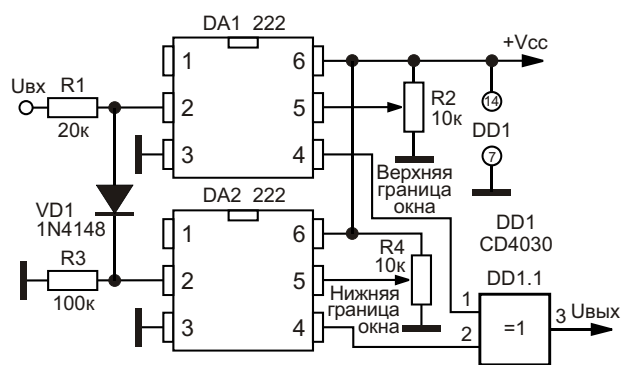 DA1 222
+Vcc
Uвх
R1
20к
1
2
3
6
5
4
R2
10к
14
DD1
7
Верхняя
граница
окна
VD1
1N4148
DA2 222
R3
100к
1
2
3
6
5
4
R4
10к
Нижняя
граница
окна
DD1
CD4030
DD1.1
1
2
=1
3
Uвых